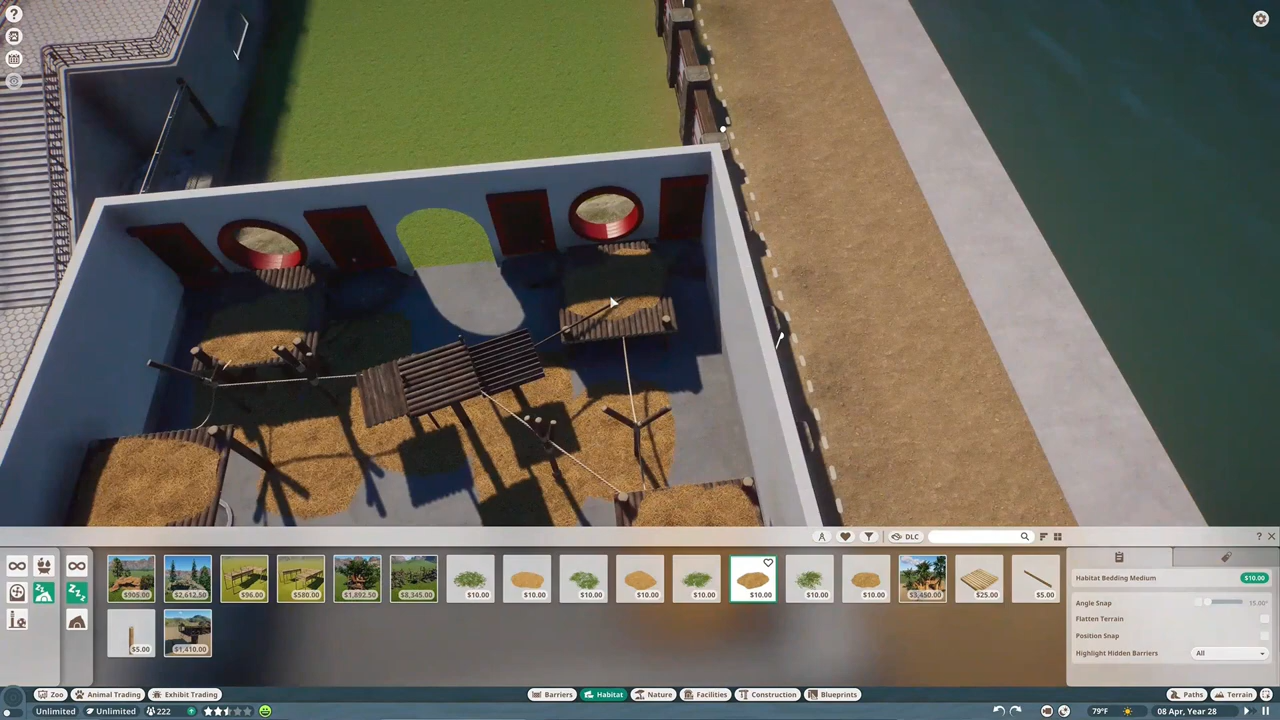 ?
DLC
? ×
$905.00 $2,612.50 $96.00 $580.00 $1,892.50 $8,345.00 $10.00 $10.00 $10.00 $10.00 $10.00 $10.00 $10.00 $10.00 $3,450.00 $25.00 $5.00
$5.00 $1,410.00
Habitat Bedding Medium $10.00
Angle Snap 15.00°
Flatten Terrain
Position Snap
Highlight Hidden Barriers All
Zoo Animal Trading Exhibit Trading Barriers Habitat Nature Facilities Construction Blueprints Paths Terrain
Unlimited Unlimited 222 79°F 08 Apr, Year 28